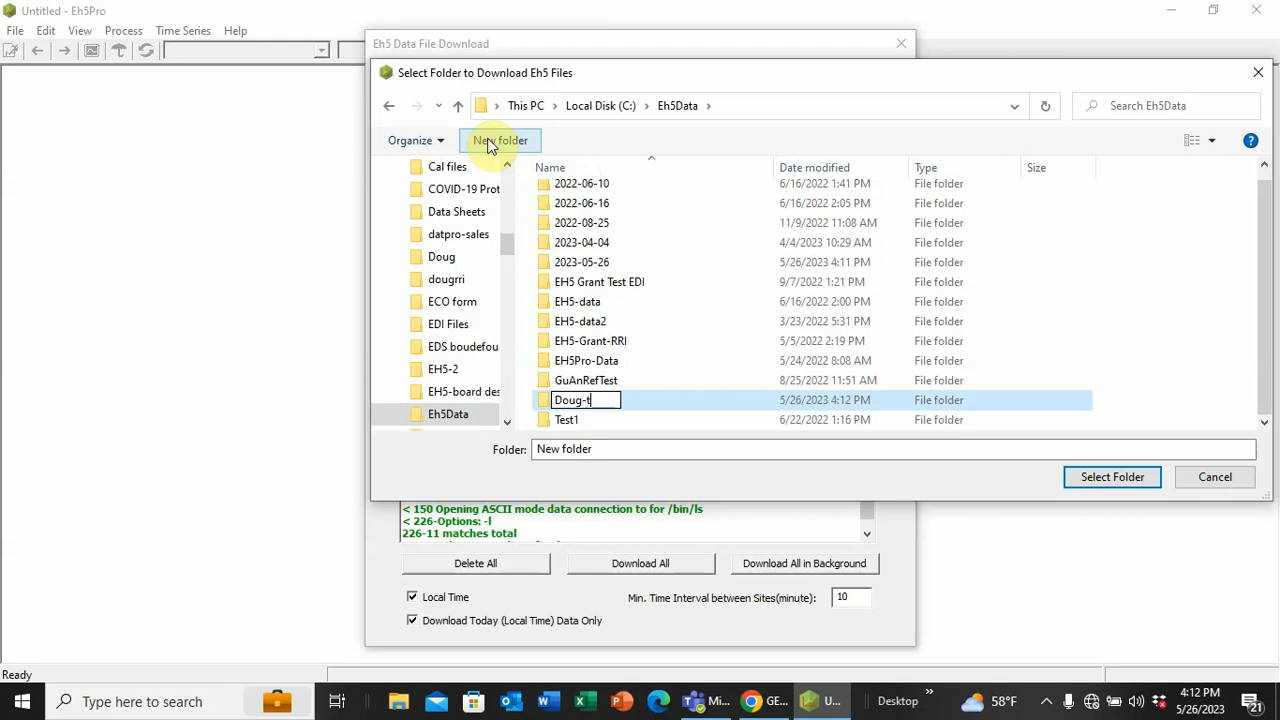 Untitled - Eh5Pro
File Edit View Process Time Series Help
Eh5 Data File Download
Select Folder to Download Eh5 Files
This PC Local Disk (C:) Eh5Data Search Eh5Data
Organize New folder
Name Date modified Type Size
Cal files
COVID-19 Prot
Data Sheets
datpro-sales
Doug
dougrri
ECO form
EDI Files
EDS boudefou
EH5-2
EH5-board des
Eh5Data
2022-06-10 6/16/2022 1:41 PM File folder
2022-06-16 6/16/2022 2:05 PM File folder
2022-08-25 11/9/2022 11:08 AM File folder
2023-04-04 4/4/2023 10:29 AM File folder
2023-05-26 5/26/2023 4:11 PM File folder
EH5 Grant Test EDI 9/7/2022 1:21 PM File folder
EH5-data 6/16/2022 2:00 PM File folder
EH5-data2 3/23/2022 5:31 PM File folder
EH5-Grant-RRI 5/5/2022 2:19 PM File folder
EH5Pro-Data 5/24/2022 8:08 AM File folder
GuAnRefTest 8/25/2022 11:51 AM File folder
Doug-t 5/26/2023 4:12 PM File folder
Test1 6/22/2022 1:16 PM File folder
Folder: New folder
Select Folder Cancel
< 150 Opening ASCII mode data connection to for /bin/ls
< 226-Options: -l
226-11 matches total
Delete All Download All Download All in Background
Local Time Min. Time Interval between Sites(minute): 10
Download Today (Local Time) Data Only
Ready
Type here to search Mi... GE... U... Desktop » 58°F 4:12 PM
5/26/2023 21